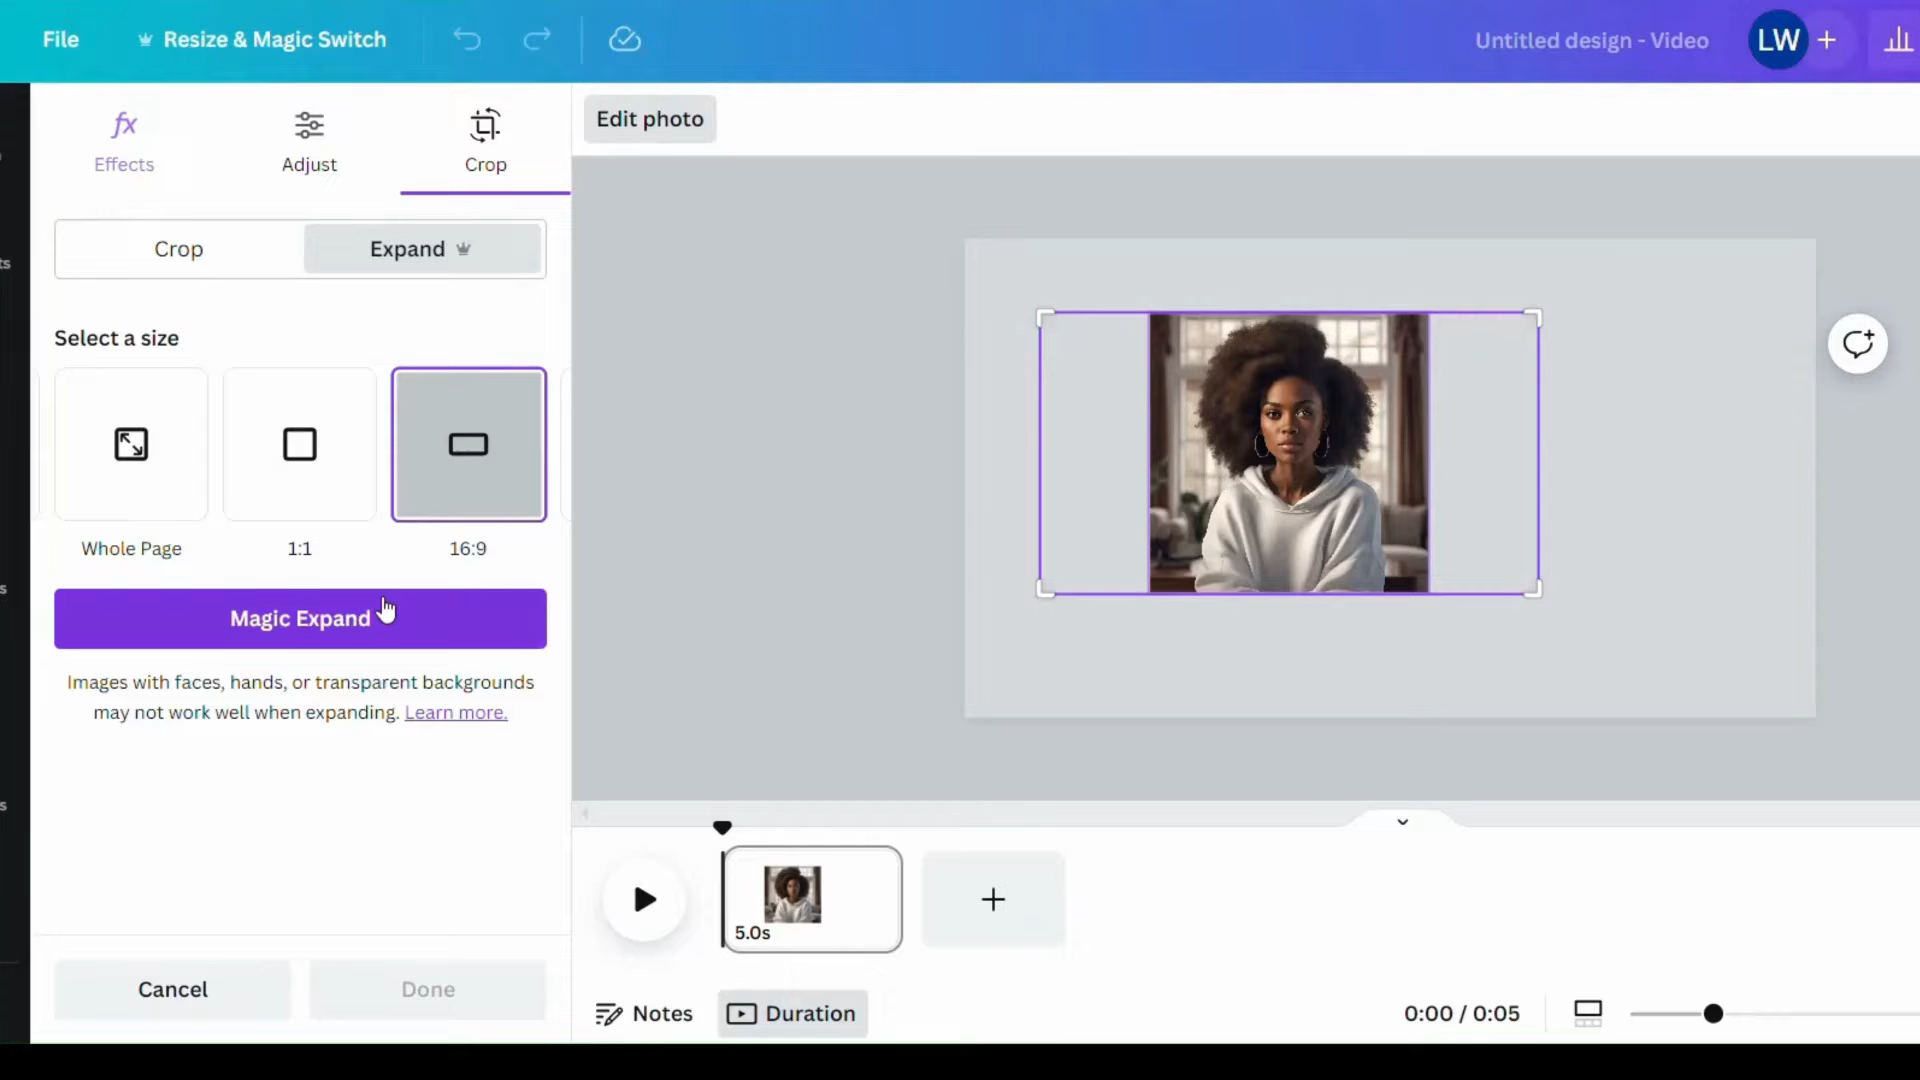 File
Resize & Magic Switch
Untitled design - Video
LW
fx
Effects
Adjust
Crop
Edit photo
Crop
Expand
Select a size
Whole Page
1:1
16:9
Magic Expand
Images with faces, hands, or transparent backgrounds
may not work well when expanding. Learn more.
5.0s
Cancel
Done
Notes
Duration
0:00 / 0:05